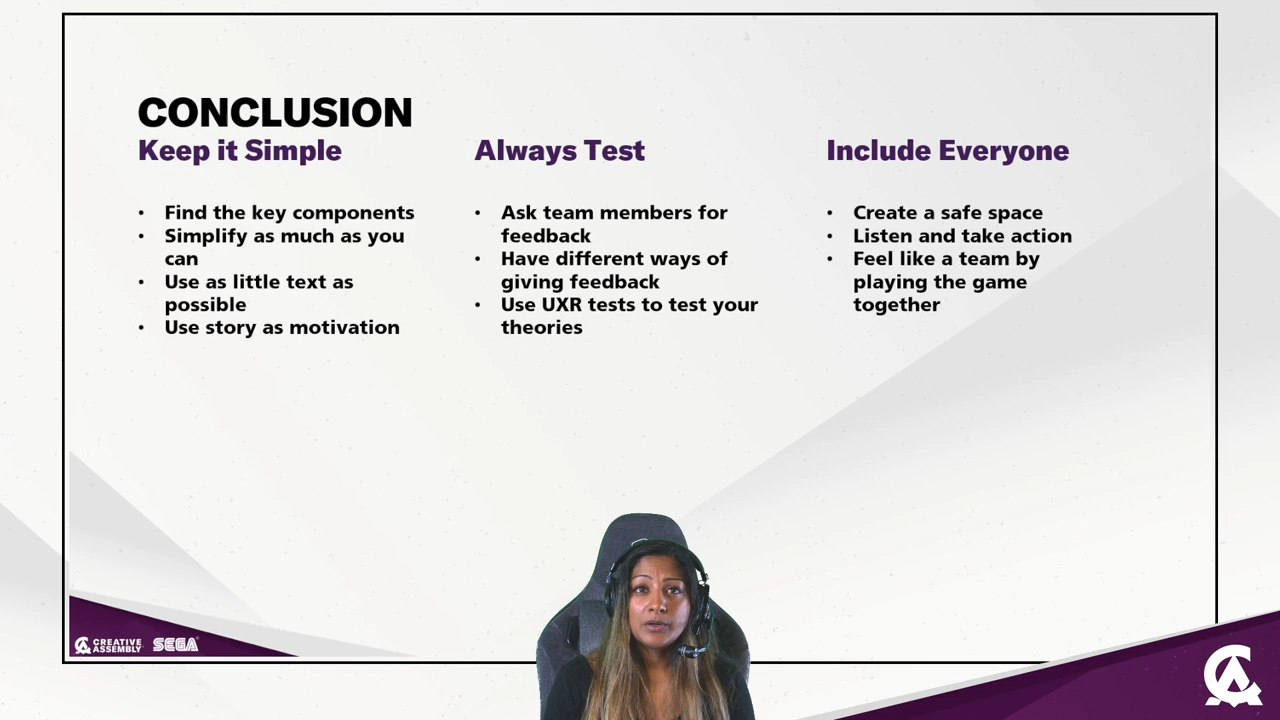 CONCLUSION
Keep it Simple
• Find the key components
• Simplify as much as you
can
• Use as little text as
possible
• Use story as motivation
Always Test
• Ask team members for
feedback
• Have different ways of
giving feedback
• Use UXR tests to test your
theories
Include Everyone
• Create a safe space
• Listen and take action
• Feel like a team by
playing the game
together
CREATIVE
ASSEMBLY
SEGA